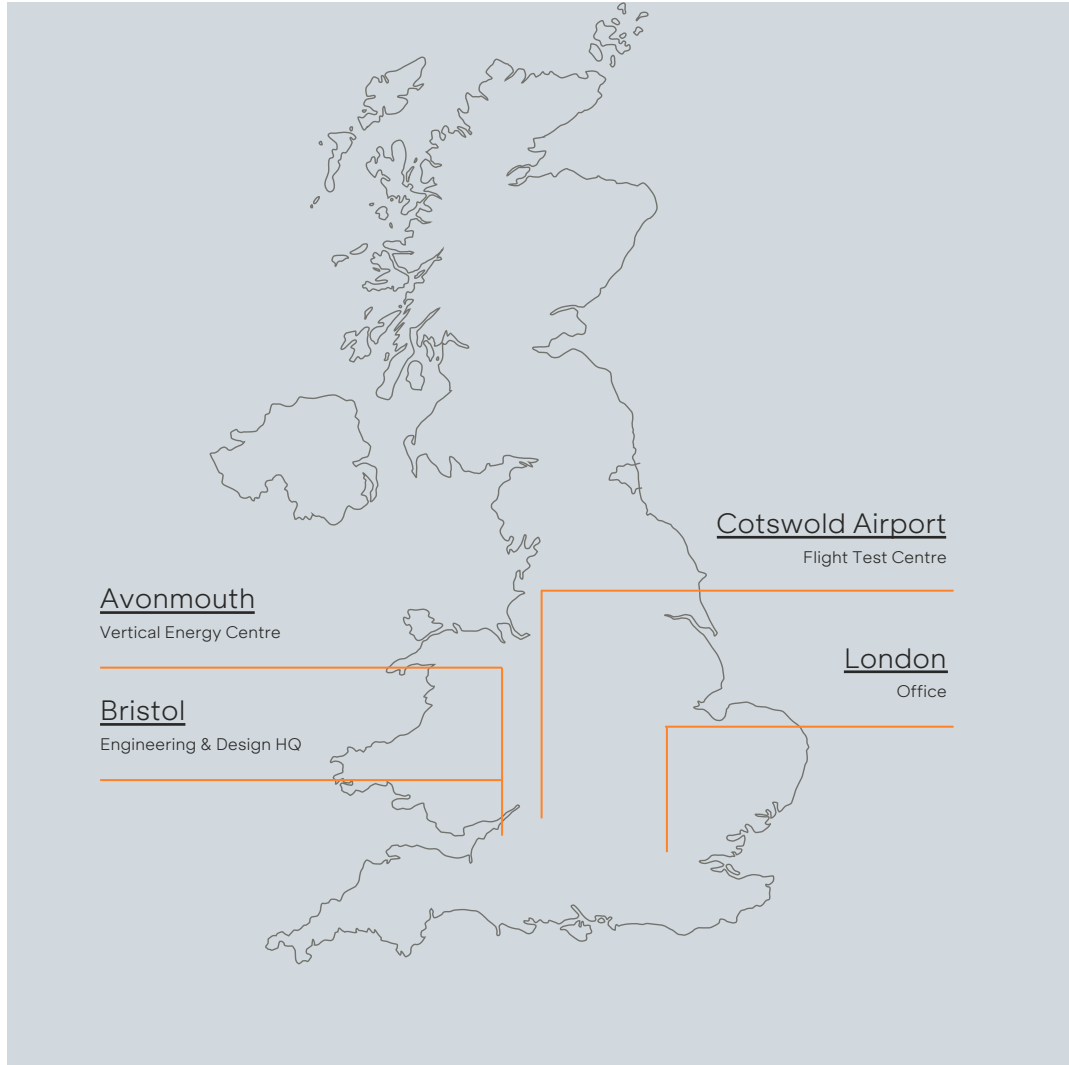 Cotswold Airport
Flight Test Centre
Avonmouth
Vertical Energy Centre
London
Office
Bristol
Engineering & Design HQ